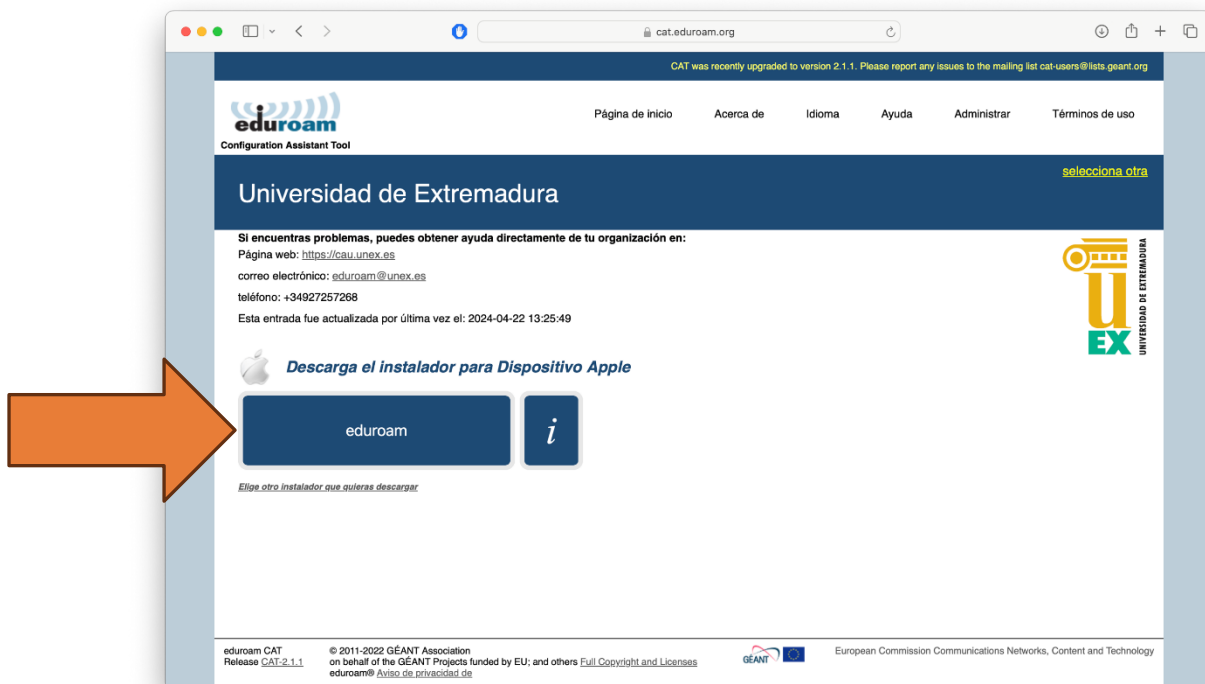 cat.eduroam.org
CAT was recently upgraded to version 2.1.1. Please report any issues to the mailing list cat-users@lists.geant.org
eduroam
Configuration Assistant Tool
Página de inicio Acerca de Idioma Ayuda Administrar Términos de uso
selecciona otra
Universidad de Extremadura
Si encuentras problemas, puedes obtener ayuda directamente de tu organización en:
Página web: https://cau.unex.es
correo electrónico: eduroam@unex.es
teléfono: +34927257268
Esta entrada fue actualizada por última vez el: 2024-04-22 13:25:49
UEX
UNIVERSIDAD DE EXTREMADURA
Descarga el instalador para Dispositivo Apple
eduroam i
Elige otro instalador que quieras descargar
eduroam CAT
Release CAT-2.1.1
© 2011-2022 GÉANT Association
on behalf of the GÉANT Projects funded by EU; and others Full Copyright and Licenses
eduroam® Aviso de privacidad de
GÉANT
European Commission Communications Networks, Content and Technology